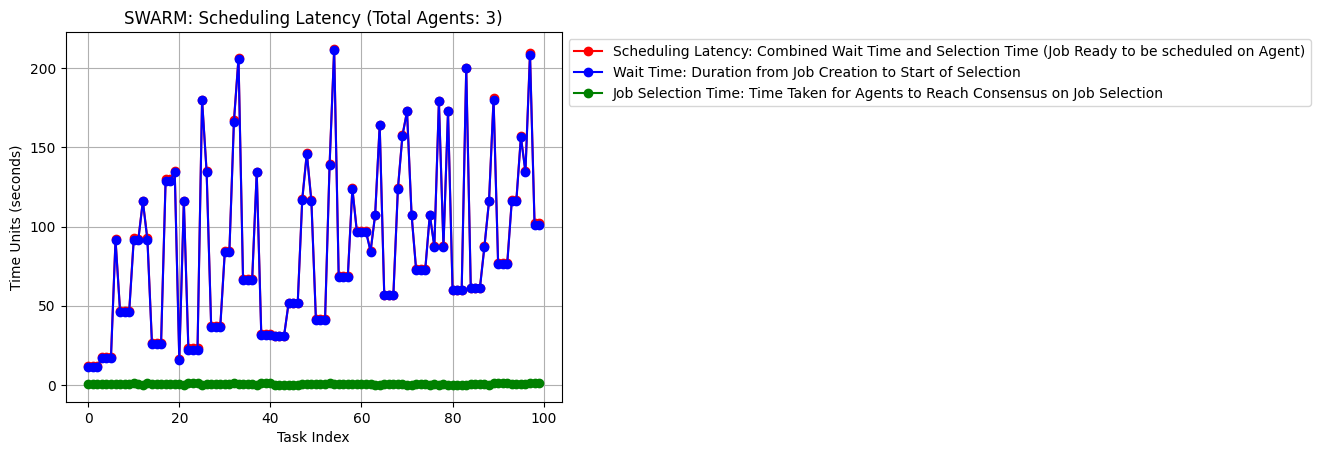 SWARM: Scheduling Latency (Total Agents: 3)
Scheduling Latency: Combined Wait Time and Selection Time (Job Ready to be scheduled on Agent)
Wait Time: Duration from Job Creation to Start of Selection
Job Selection Time: Time Taken for Agents to Reach Consensus on Job Selection
Time Units (seconds)
200
150
100
50
0
0 20 40 60 80 100
Task Index